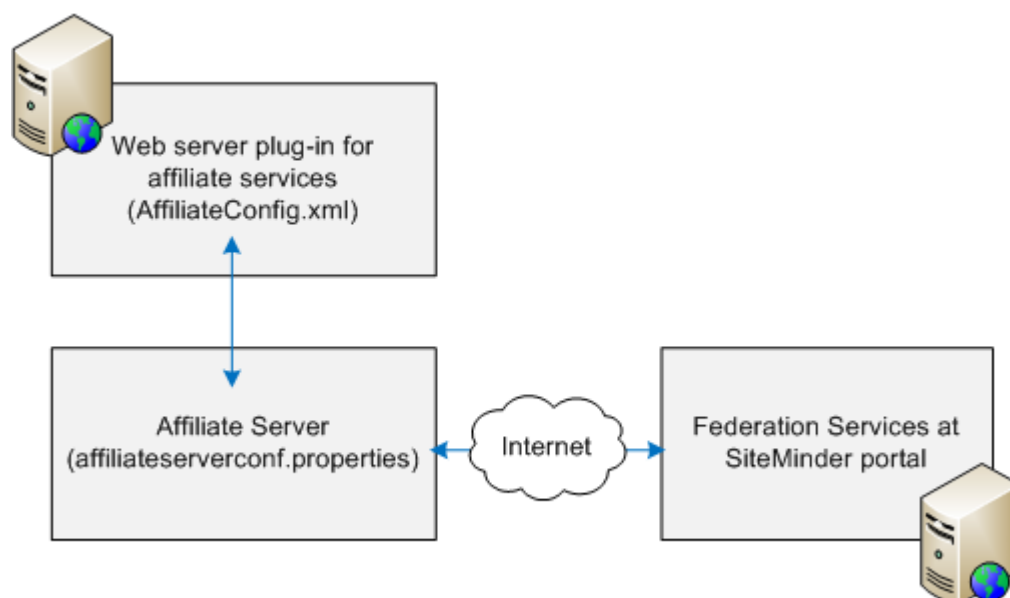 Web server plug-in for
affiliate services
(AffiliateConfig.xml)
Affiliate Server
(affiliateserverconf.properties)
Internet
Federation Services at
SiteMinder portal